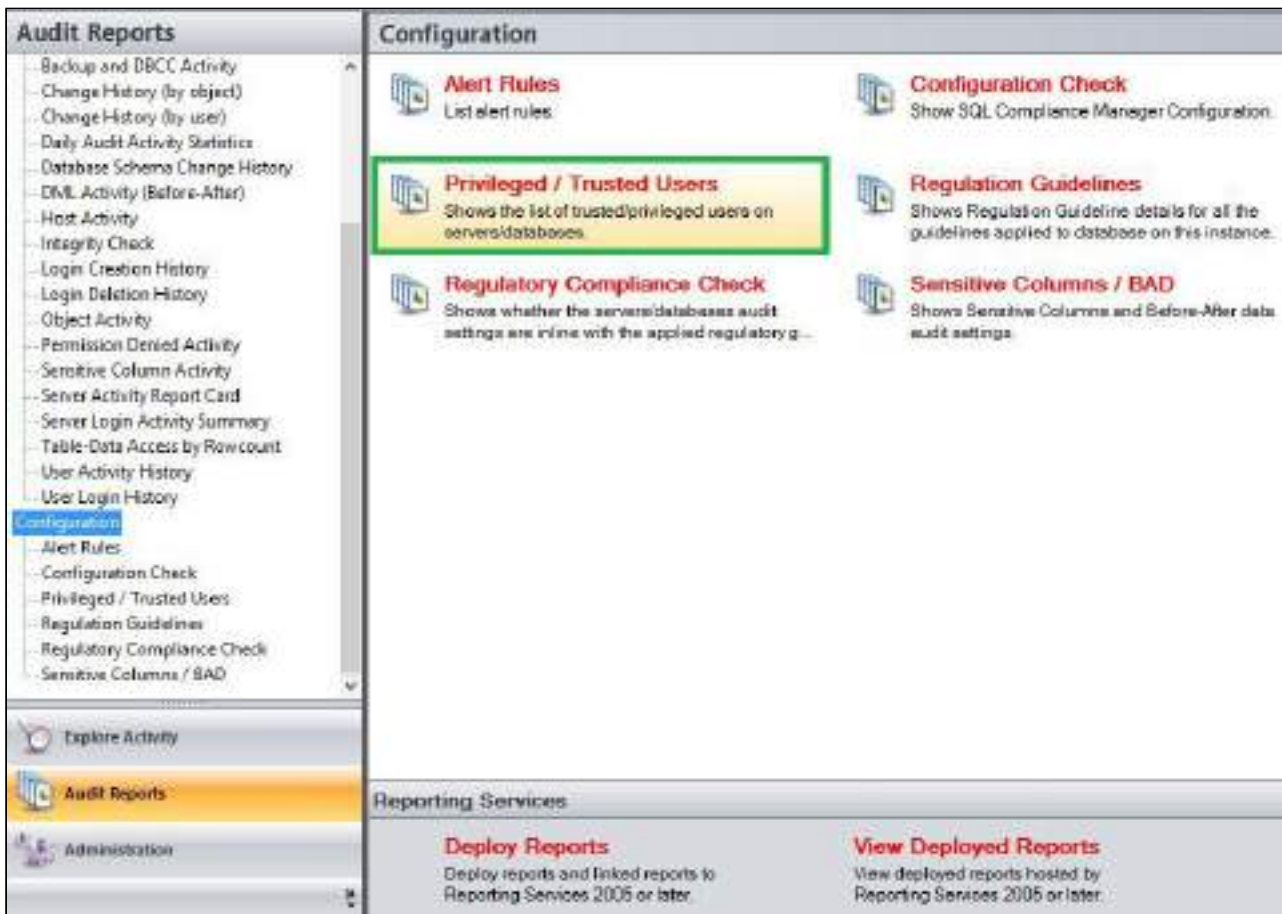 Audit Reports
Backup and DBCC Activity
Change History (by object)
Change History (by user)
Daily Audit Activity Statistics
Database Schema Change History
DML Activity (Before-After)
Host Activity
Integrity Check
Login Creation History
Login Deletion History
Object Activity
Permission Denied Activity
Sensitive Column Activity
Server Activity Report Card
Server Login Activity Summary
Table-Data Access by Rowcount
User Activity History
User Login History
Configuration
Alert Rules
Configuration Check
Privileged / Trusted Users
Regulation Guidelines
Regulatory Compliance Check
Sensitive Columns / BAD
Explore Activity
Audit Reports
Administration
Configuration
Alert Rules
List alert rules.
Configuration Check
Show SQL Compliance Manager Configuration.
Privileged / Trusted Users
Shows the list of trusted/privileged users on
servers/databases.
Regulation Guidelines
Shows Regulation Guideline details for all the
guidelines applied to database on this instance.
Regulatory Compliance Check
Shows whether the servers/databases audit
settings are inline with the applied regulatory g...
Sensitive Columns / BAD
Shows Sensitive Columns and Before-After data
audit settings.
Reporting Services
Deploy Reports
Deploy reports and linked reports to
Reporting Services 2005 or later.
View Deployed Reports
View deployed reports hosted by
Reporting Services 2005 or later.